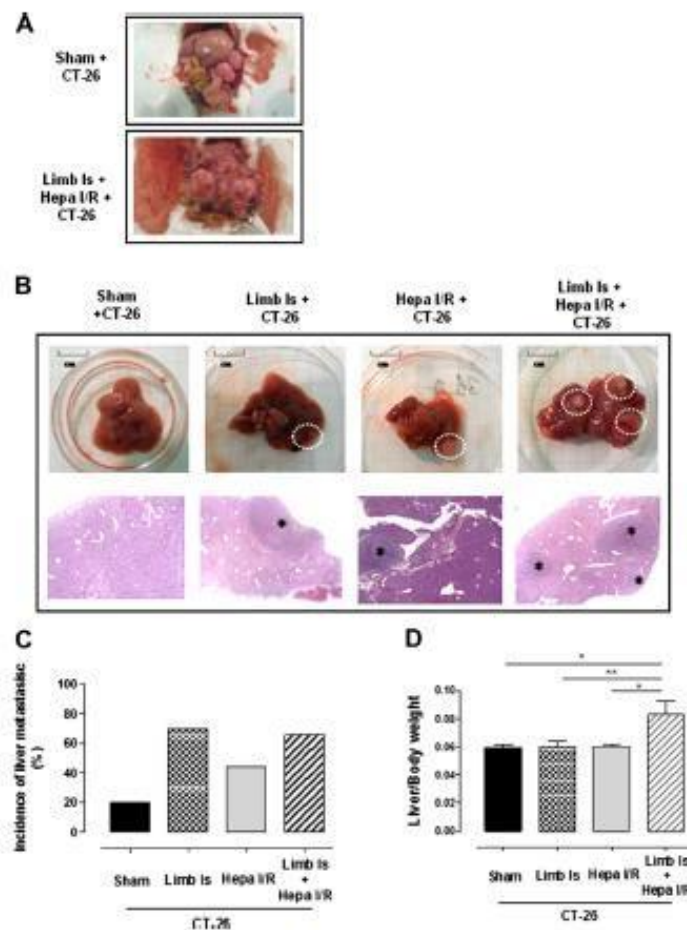 A
Sham +
CT-26
Limb Is +
Hepa I/R +
CT-26
B
Sham
+CT-26
Limb Is +
CT-26
Hepa I/R +
CT-26
Limb Is +
Hepa I/R +
CT-26
C
Incidence of liver metastasisc
(%)
100
80
60
40
20
0
Sham
Limb Is
Hepa I/R
Limb Is
+
Hepa I/R
CT-26
D
Liver/Body weight
0.10
0.08
0.06
0.04
0.02
0.00
*
**
*
Sham
Limb Is
Hepa I/R
Limb Is
+
Hepa I/R
CT-26